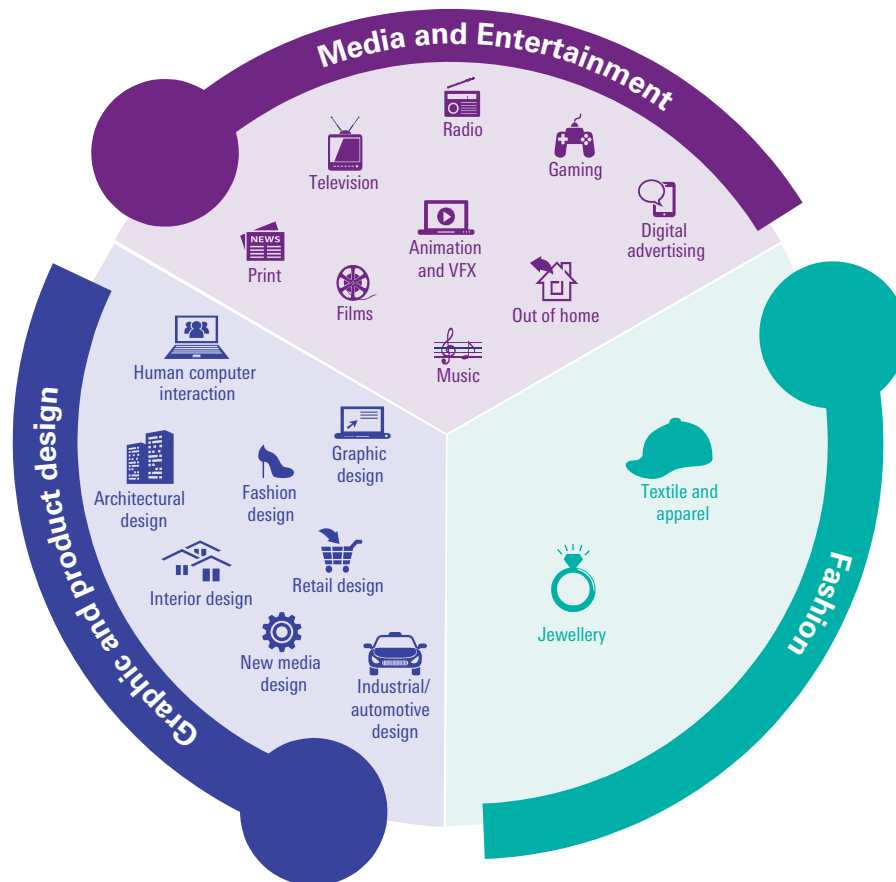 Media and Entertainment
Radio
Television
Gaming
Digital
advertising
NEWS
Print
Animation
and VFX
Films
Out of home
Music
Graphic and product design
Human computer
interaction
Graphic
design
Architectural
design
Fashion
design
Interior design
Retail design
New media
design
Industrial/
automotive
design
Fashion
Textile and
apparel
Jewellery